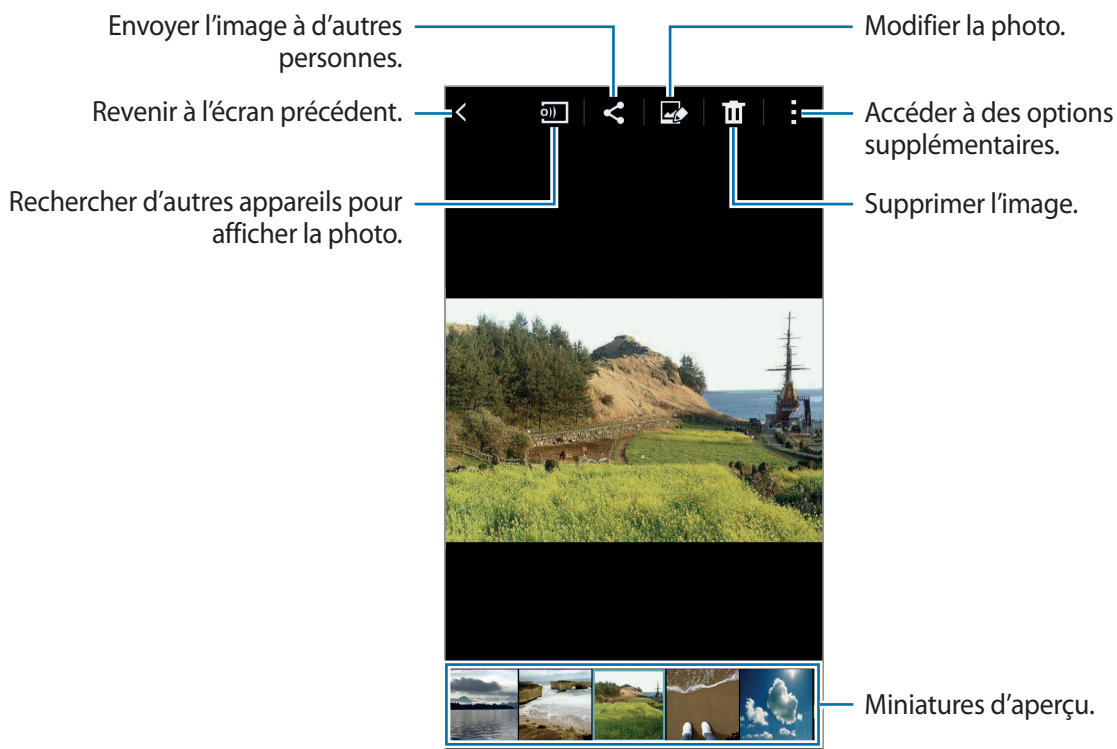 Envoyer l’image à d’autres
personnes.
Revenir à l’écran précédent.
Rechercher d’autres appareils pour
afficher la photo.
Modifier la photo.
Accéder à des options
supplémentaires.
Supprimer l’image.
Miniatures d’aperçu.